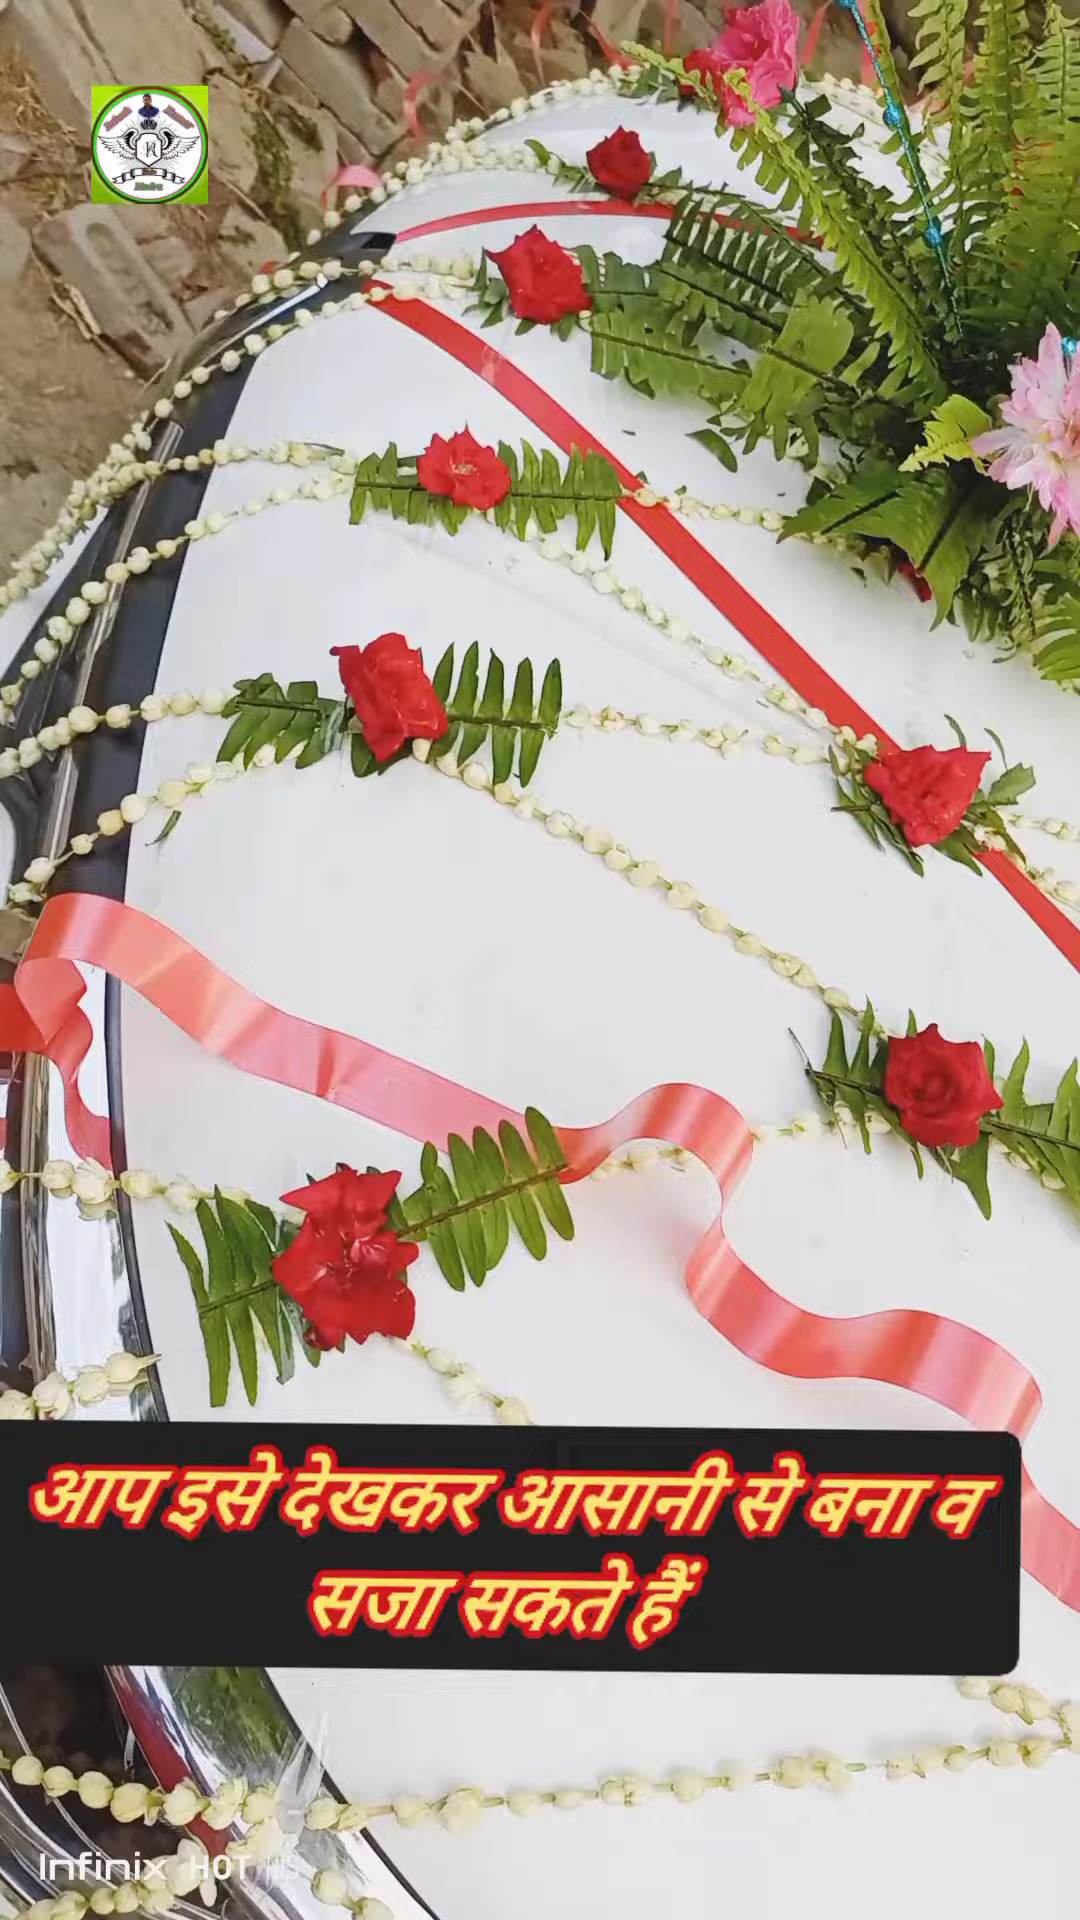 आप इसे देखकर आसानी से बना व
सजा सकते हैं
Infinix HOT